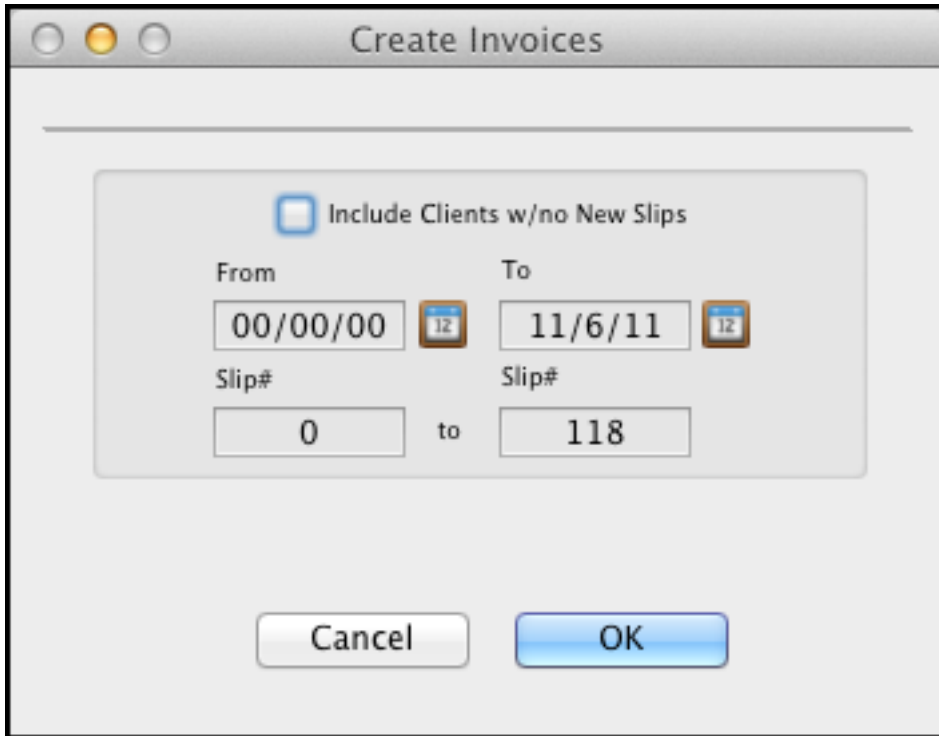 Create Invoices
Include Clients w/no New Slips
From To
00/00/00 12 11/6/11 12
Slip# Slip#
0 to 118
Cancel OK